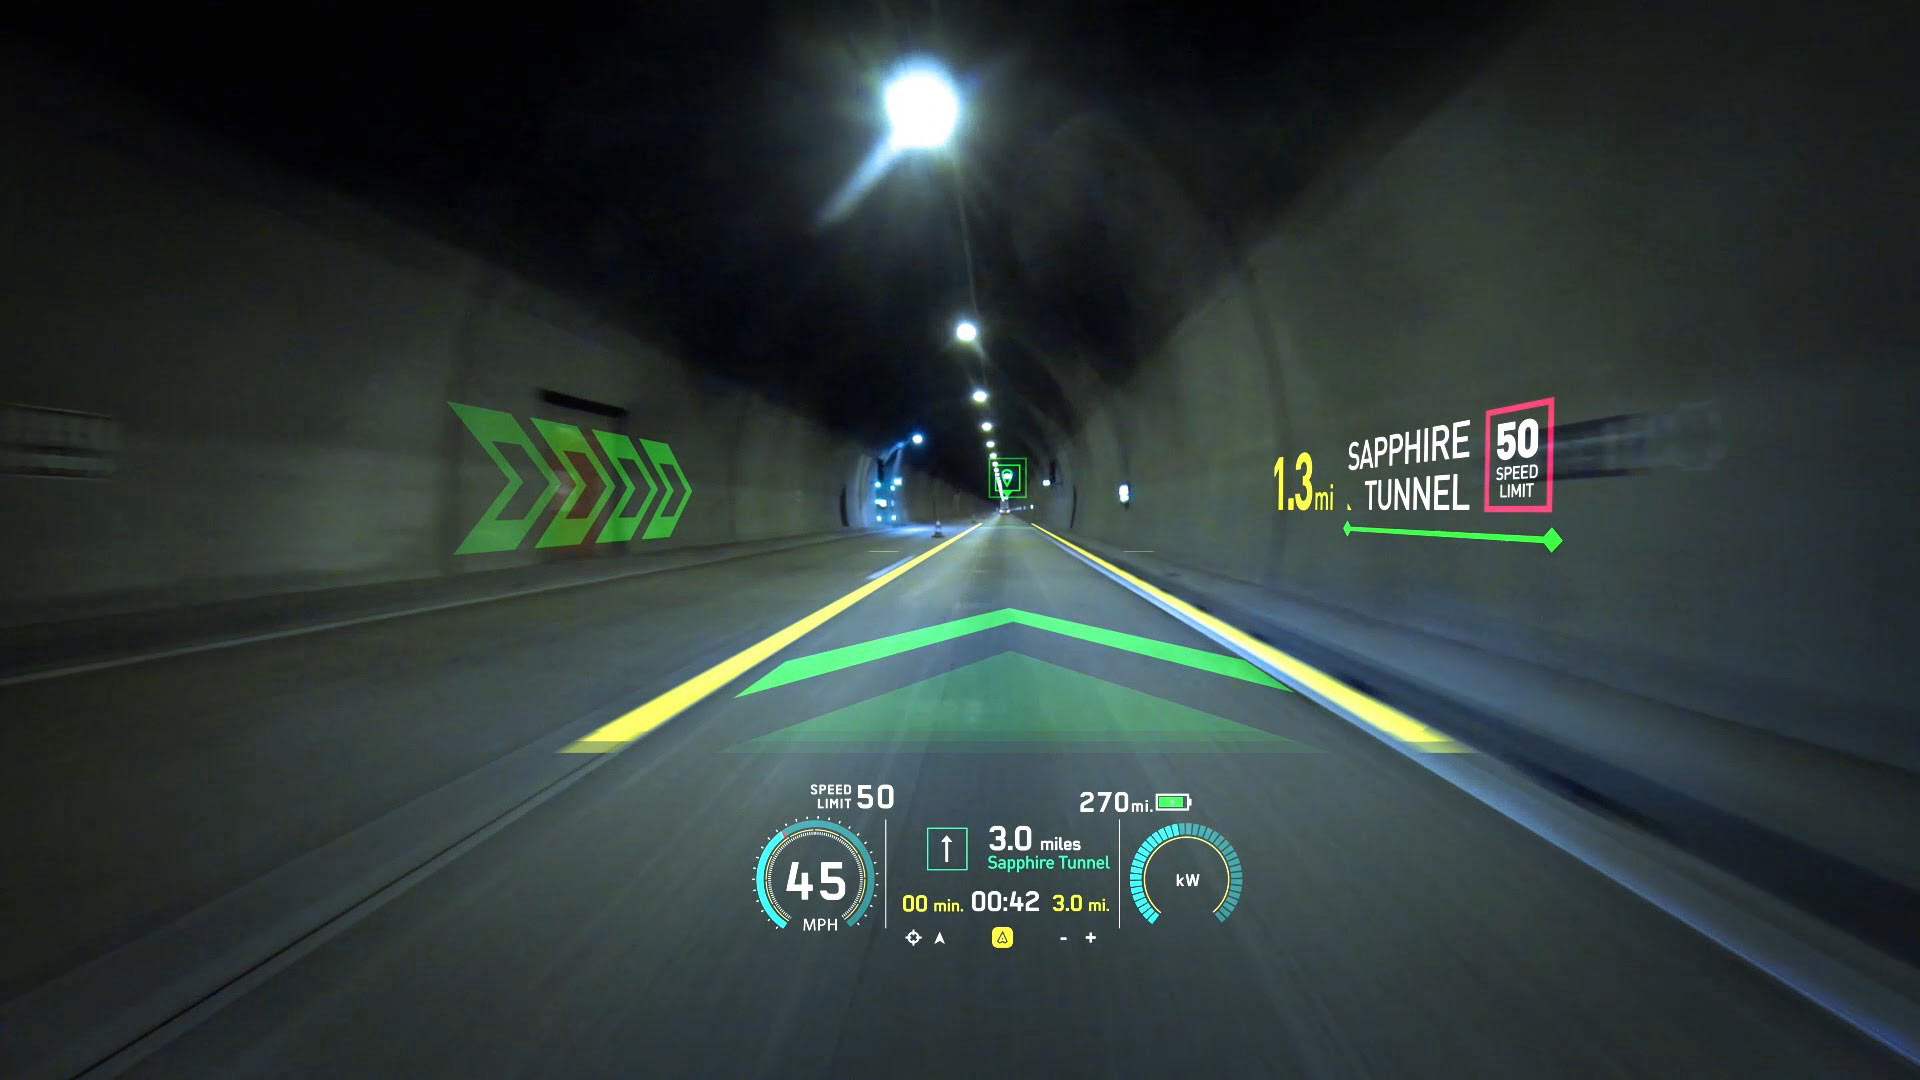 1.3mi
SAPPHIRE
TUNNEL
50
SPEED
LIMIT
SPEED
LIMIT 50
270mi.
45
MPH
3.0 miles
Sapphire Tunnel
00 min. 00:42 3.0 mi.
- +
kW